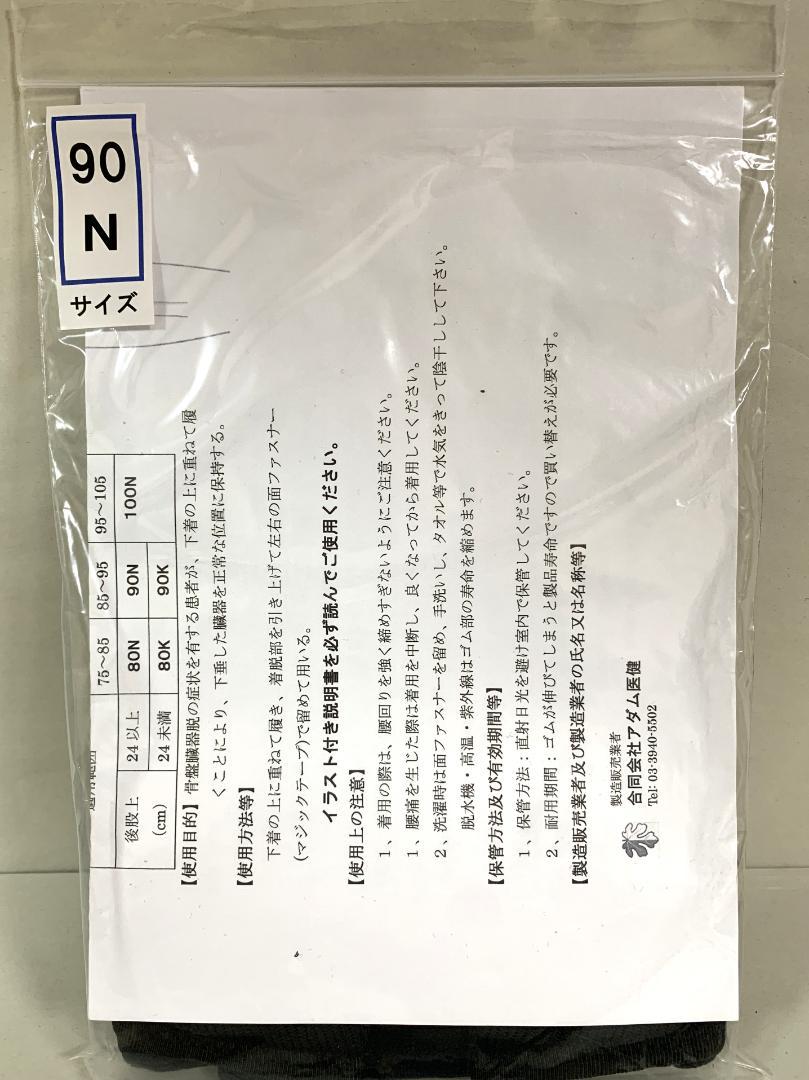 90
N
サイズ
75～85 85～95 95～105
後股上 24以上 80N 90N 100N
(cm) 24未満 80K 90K
【使用目的】骨盤臓器脱の症状を有する患者が、下着の上に重ねて履
くことにより、下垂した臓器を正常な位置に保持する。
【使用方法等】
下着の上に重ねて履き、着脱部を引き上げて左右の面ファスナー
(マジックテープ)で留めて用いる。
イラスト付き説明書を必ず読んでご使用ください。
【使用上の注意】
1、着用の際は、腰回りを強く締めすぎないようにご注意ください。
1、腰痛を生じた際は着用を中断し、良くなってから着用してください。
2、洗濯時は面ファスナーを留め、手洗いし、タオル等で水気をきって陰干しして下さい。
脱水機・高温・紫外線はゴム部の寿命を縮めます。
【保管方法及び有効期間等】
1、保管方法：直射日光を避け室内で保管してください。
2、耐用期間：ゴムが伸びてしまうと製品寿命ですので買い替えが必要です。
【製造販売業者及び製造業者の氏名又は名称等】
製造販売業者
合同会社アダム医健
Tel: 03-3940-5502